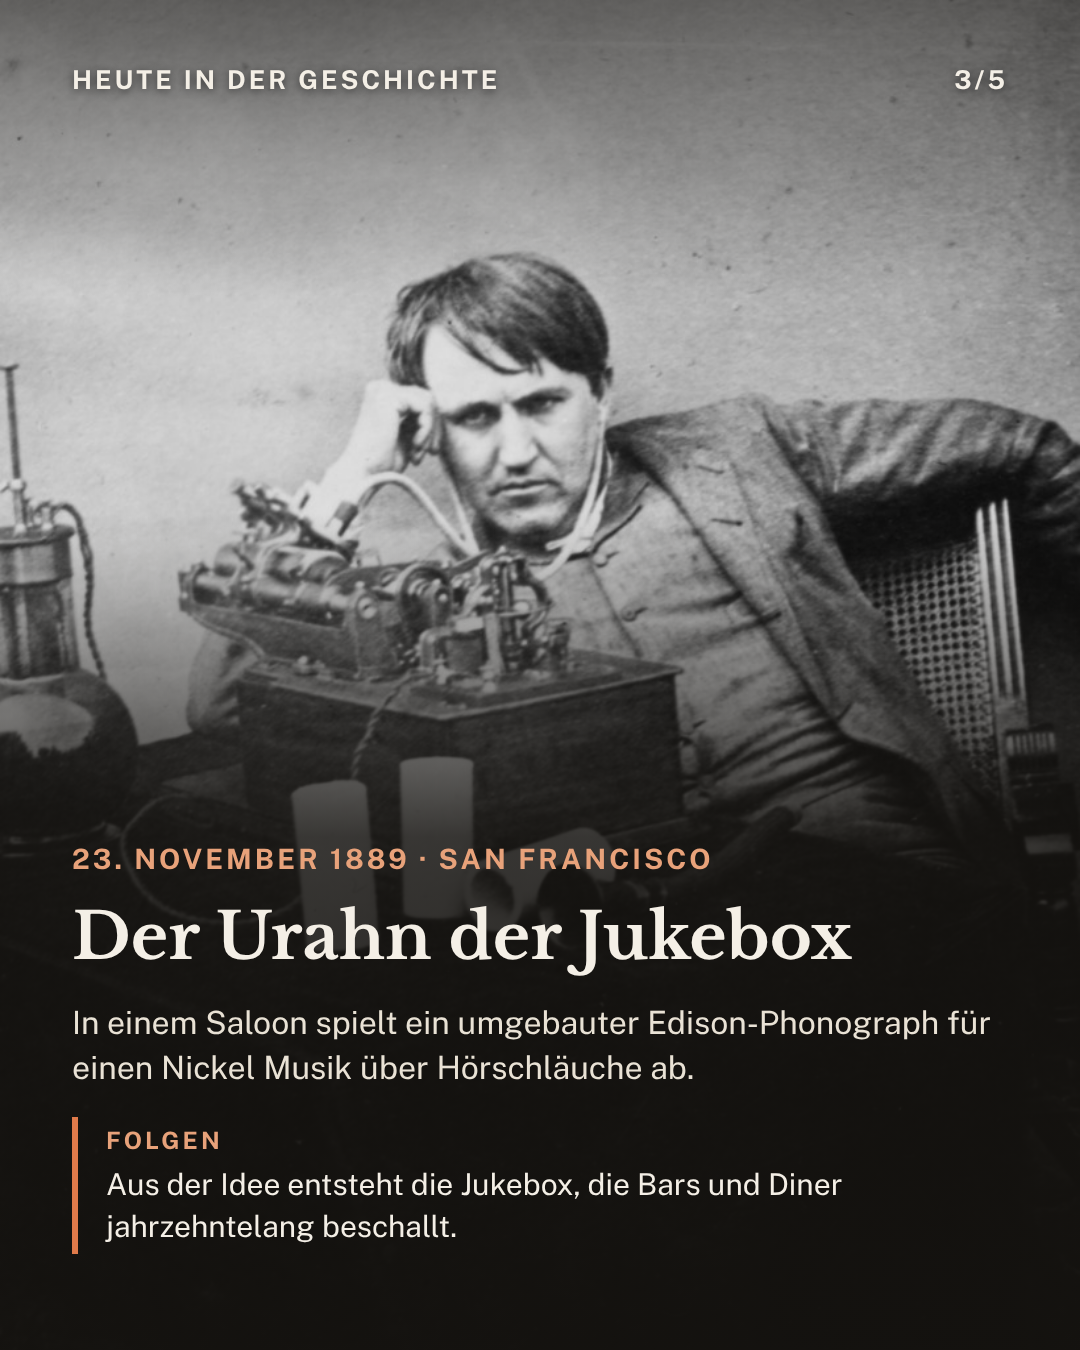 HEUTE IN DER GESCHICHTE
3/5
23. NOVEMBER 1889 · SAN FRANCISCO
Der Urahn der Jukebox
In einem Saloon spielt ein umgebauter Edison-Phonograph für
einen Nickel Musik über Hörschläuche ab.
FOLGEN
Aus der Idee entsteht die Jukebox, die Bars und Diner
jahrzehntelang beschallt.